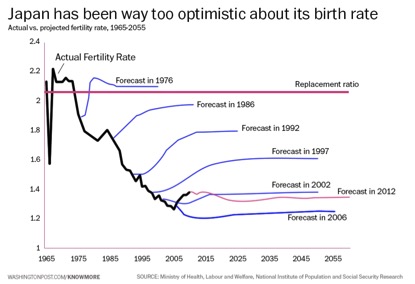 Japan has been way too optimistic about its birth rate
Actual vs. projected fertility rate, 1965-2055
2.4
Actual Fertility Rate
2.2
Forecast in 1976
Replacement ratio
2
Forecast in 1986
1.8
Forecast in 1992
1.6
Forecast in 1997
1.4
Forecast in 2002
Forecast in 2012
1.2
Forecast in 2006
1
1965 1975 1985 1995 2005 2015 2025 2035 2045 2055
WASHINGTONPOST.COM/KNOWMORE
SOURCE: Ministry of Health, Labour and Welfare, National Institute of Population and Social Security Research